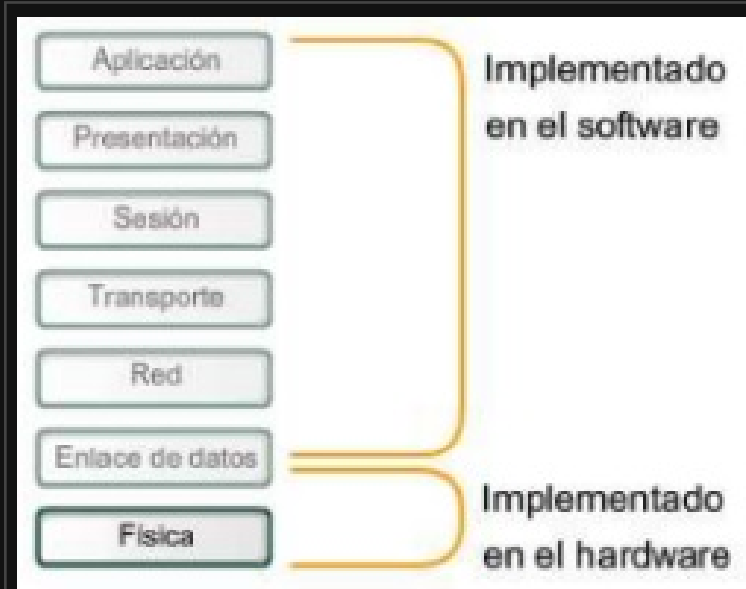 Aplicación
Presentación
Sesión
Transporte
Red
Enlace de datos
Física
Implementado
en el software
Implementado
en el hardware